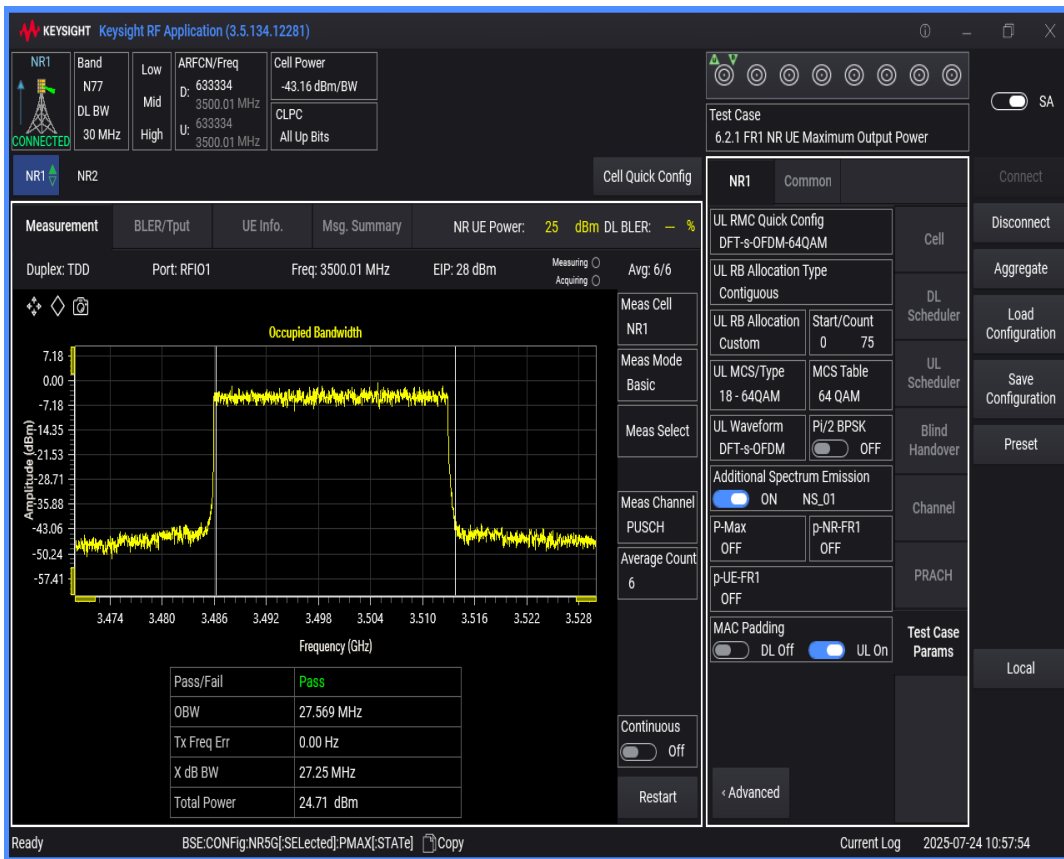 KEYSIGHT Keysight RF Application (3.5.134.12281)
NR1
CONNECTED
Band
N77
DL BW
30 MHz
Low
Mid
High
ARFCN/Freq
D: 633334
3500.01 MHz
U: 633334
3500.01 MHz
Cell Power
-43.16 dBm/BW
CLPC
All Up Bits
Test Case
6.2.1 FR1 NR UE Maximum Output Power
SA
NR1 NR2
Cell Quick Config
Measurement BLER/Tput UE Info. Msg. Summary NR UE Power: 25 dBm DL BLER: — %
Duplex: TDD Port: RFIO1 Freq: 3500.01 MHz EIP: 28 dBm Measuring Avg: 6/6
Acquiring
Occupied Bandwidth
Amplitude (dBm)
7.18
0.00
-7.18
-14.35
-21.53
-28.71
-35.88
-43.06
-50.24
-57.41
3.474 3.480 3.486 3.492 3.498 3.504 3.510 3.516 3.522 3.528
Frequency (GHz)
Pass/Fail Pass
OBW 27.569 MHz
Tx Freq Err 0.00 Hz
X dB BW 27.25 MHz
Total Power 24.71 dBm
Meas Cell
NR1
Meas Mode
Basic
Meas Select
Meas Channel
PUSCH
Average Count
6
Continuous
Off
Restart
NR1 Common
UL RMC Quick Config
DFT-s-OFDM-64QAM
UL RB Allocation Type
Contiguous
UL RB Allocation
Custom
Start/Count
0 75
UL MCS/Type
18 - 64QAM
MCS Table
64 QAM
UL Waveform
DFT-s-OFDM
Pi/2 BPSK
OFF
Additional Spectrum Emission
ON NS_01
P-Max
OFF
p-NR-FR1
OFF
p-UE-FR1
OFF
MAC Padding
DL Off UL On
‹ Advanced
Cell
DL
Scheduler
UL
Scheduler
Blind
Handover
Channel
PRACH
Test Case
Params
Connect
Disconnect
Aggregate
Load
Configuration
Save
Configuration
Preset
Local
Ready BSE:CONFig:NR5G[:SELected]:PMAX[:STATe] Copy Current Log 2025-07-24 10:57:54